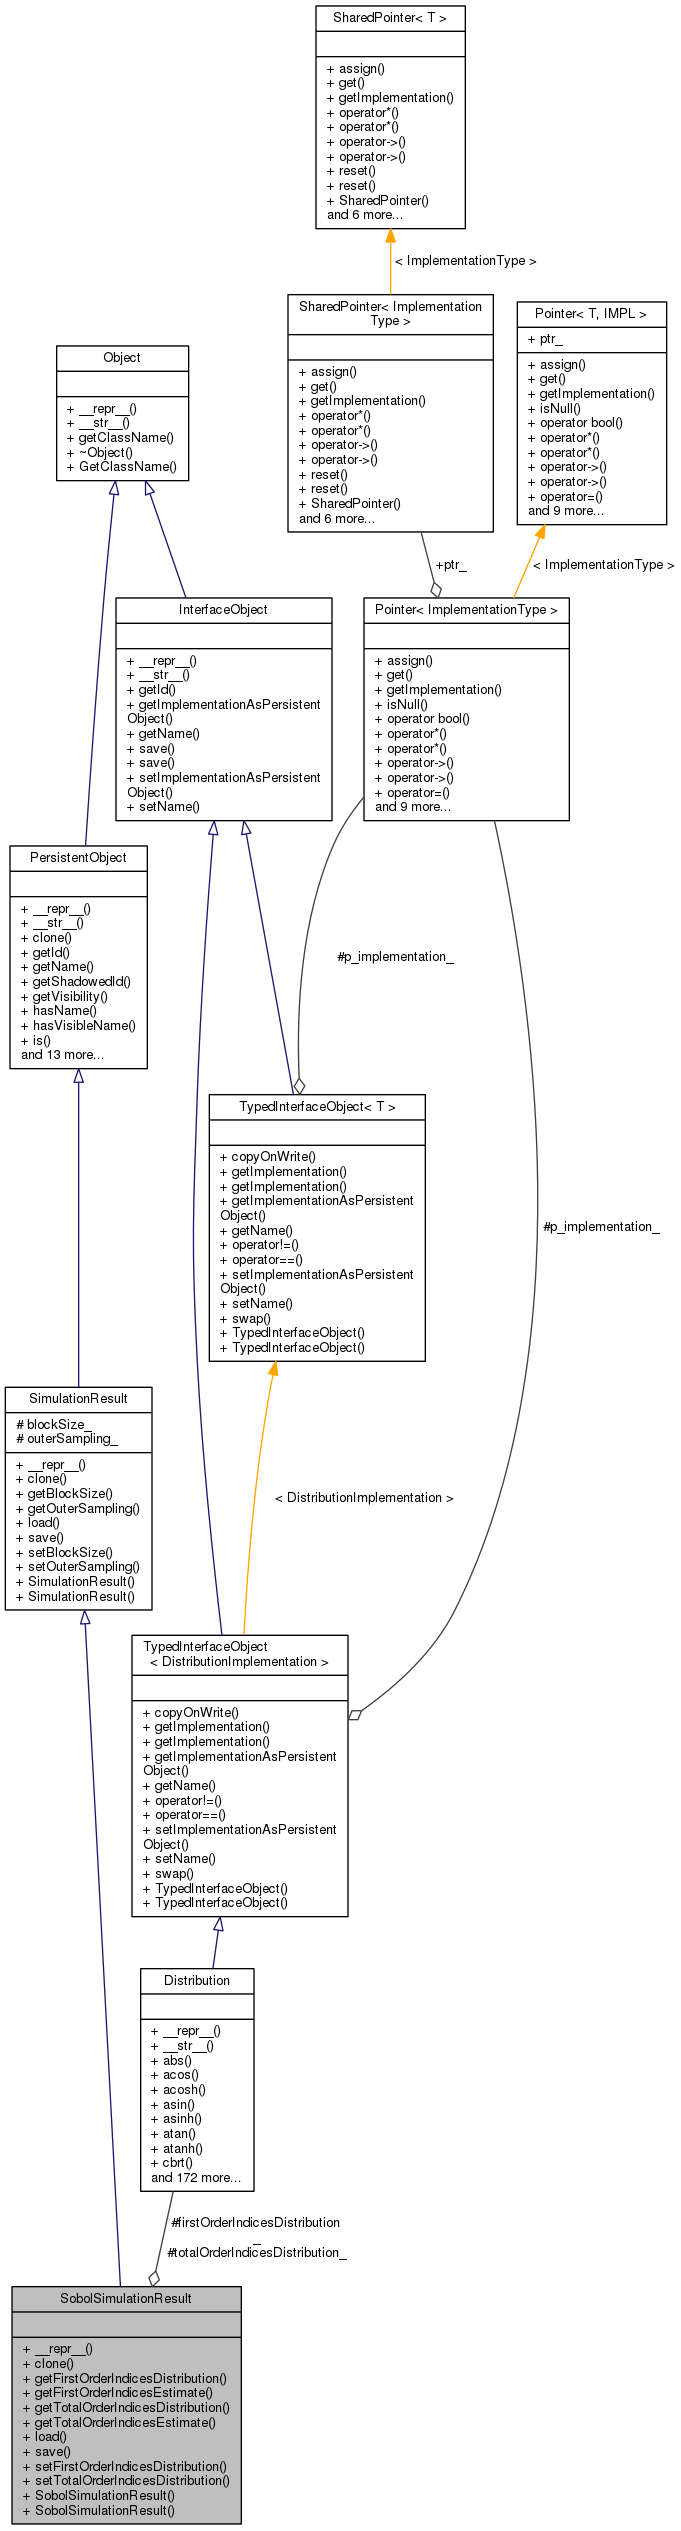 SharedPointer< T >
+ assign()
+ get()
+ getImplementation()
+ operator*()
+ operator*()
+ operator->()
+ operator->()
+ reset()
+ reset()
+ SharedPointer()
and 6 more...
< ImplementationType >
SharedPointer< Implementation
Type >
+ assign()
+ get()
+ getImplementation()
+ operator*()
+ operator*()
+ operator->()
+ operator->()
+ reset()
+ reset()
+ SharedPointer()
and 6 more...
Pointer< T, IMPL >
+ ptr_
+ assign()
+ get()
+ getImplementation()
+ isNull()
+ operator bool()
+ operator*()
+ operator*()
+ operator->()
+ operator->()
+ operator=()
and 9 more...
Object
+ __repr__()
+ __str__()
+ getClassName()
+ ~Object()
+ GetClassName()
+ptr_
< ImplementationType >
InterfaceObject
+ __repr__()
+ __str__()
+ getId()
+ getImplementationAsPersistent
Object()
+ getName()
+ save()
+ save()
+ setImplementationAsPersistent
Object()
+ setName()
Pointer< ImplementationType >
+ assign()
+ get()
+ getImplementation()
+ isNull()
+ operator bool()
+ operator*()
+ operator*()
+ operator->()
+ operator->()
+ operator=()
and 9 more...
PersistentObject
+ __repr__()
+ __str__()
+ clone()
+ getId()
+ getName()
+ getShadowedId()
+ getVisibility()
+ hasName()
+ hasVisibleName()
+ is()
and 13 more...
#p_implementation_
TypedInterfaceObject< T >
+ copyOnWrite()
+ getImplementation()
+ getImplementation()
+ getImplementationAsPersistent
Object()
+ getName()
+ operator!=()
+ operator==()
+ setImplementationAsPersistent
Object()
+ setName()
+ swap()
+ TypedInterfaceObject()
+ TypedInterfaceObject()
#p_implementation_
SimulationResult
# blockSize_
# outerSampling_
+ __repr__()
+ clone()
+ getBlockSize()
+ getOuterSampling()
+ load()
+ save()
+ setBlockSize()
+ setOuterSampling()
+ SimulationResult()
+ SimulationResult()
< DistributionImplementation >
TypedInterfaceObject
< DistributionImplementation >
+ copyOnWrite()
+ getImplementation()
+ getImplementation()
+ getImplementationAsPersistent
Object()
+ getName()
+ operator!=()
+ operator==()
+ setImplementationAsPersistent
Object()
+ setName()
+ swap()
+ TypedInterfaceObject()
+ TypedInterfaceObject()
Distribution
+ __repr__()
+ __str__()
+ abs()
+ acos()
+ acosh()
+ asin()
+ asinh()
+ atan()
+ atanh()
+ cbrt()
and 172 more...
#firstOrderIndicesDistribution
_
#totalOrderIndicesDistribution_
SobolSimulationResult
+ __repr__()
+ clone()
+ getFirstOrderIndicesDistribution()
+ getFirstOrderIndicesEstimate()
+ getTotalOrderIndicesDistribution()
+ getTotalOrderIndicesEstimate()
+ load()
+ save()
+ setFirstOrderIndicesDistribution()
+ setTotalOrderIndicesDistribution()
+ SobolSimulationResult()
+ SobolSimulationResult()